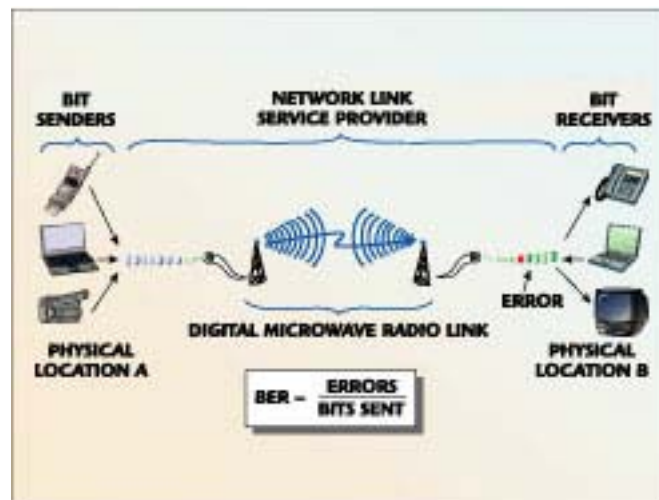 BIT
SENDERS
NETWORK LINK
SERVICE PROVIDER
BIT
RECEIVERS
ERROR
DIGITAL MICROWAVE RADIO LINK
PHYSICAL
LOCATION A
PHYSICAL
LOCATION B
BER = ERRORS
BITS SENT